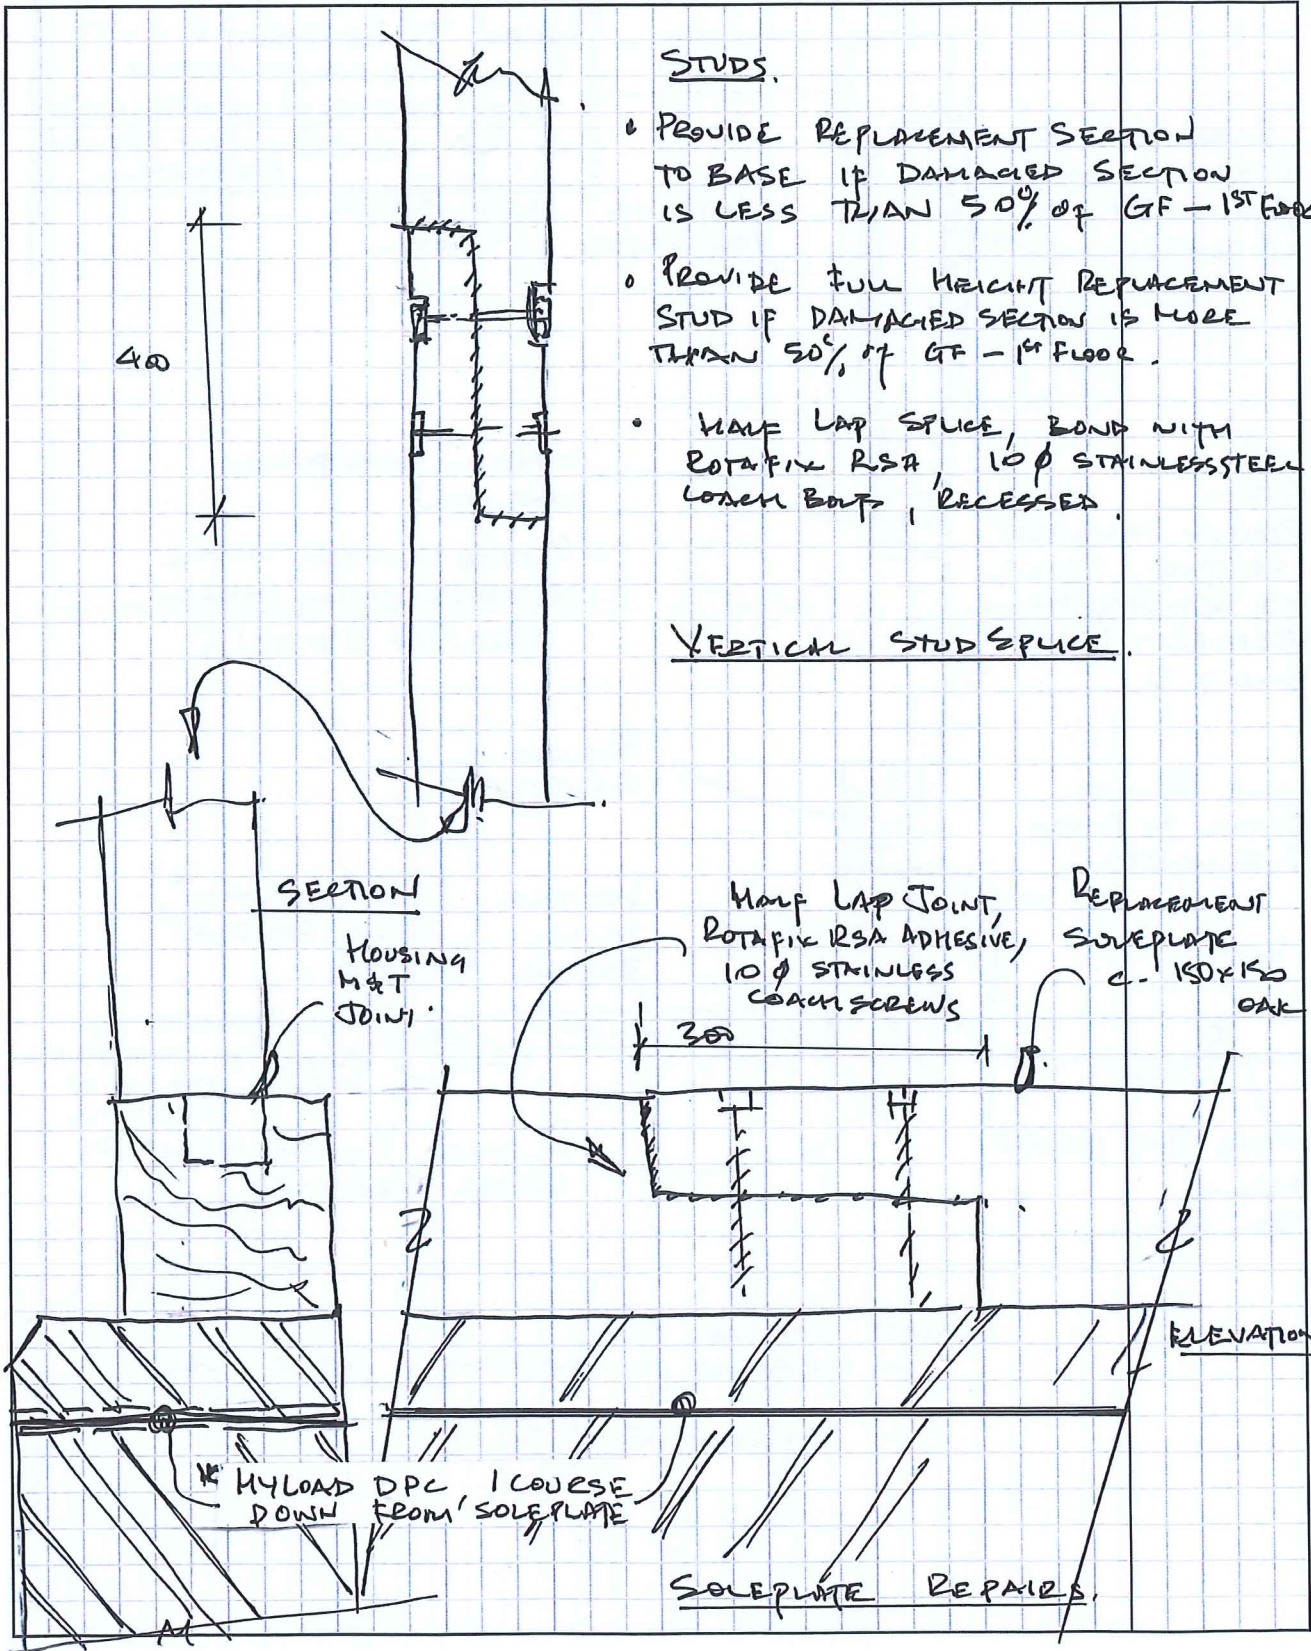 STUDS.
• PROVIDE REPLACEMENT SECTION
TO BASE IF DAMAGED SECTION
IS LESS THAN 50% OF GF – 1ST FLOOR
• PROVIDE FULL HEIGHT REPLACEMENT
STUD IF DAMAGED SECTION IS MORE
THAN 50% OF GF – 1ST FLOOR.
• HALF LAP SPLICE, BOND WITH
ROTAFIX RSA, 10 ϕ STAINLESS STEEL
COACH BOLTS, RECESSED.
400
VERTICAL STUD SPLICE.
SECTION
HOUSING
M&T
JOINT.
HALF LAP JOINT,
ROTAFIX RSA ADHESIVE,
10 ϕ STAINLESS
COACHSCREWS
REPLACEMENT
SOLEPLATE
C. 150x150
OAK
300
ELEVATION
* HYLOAD DPC, 1 COURSE
DOWN FROM SOLEPLATE
SOLEPLATE REPAIRS.